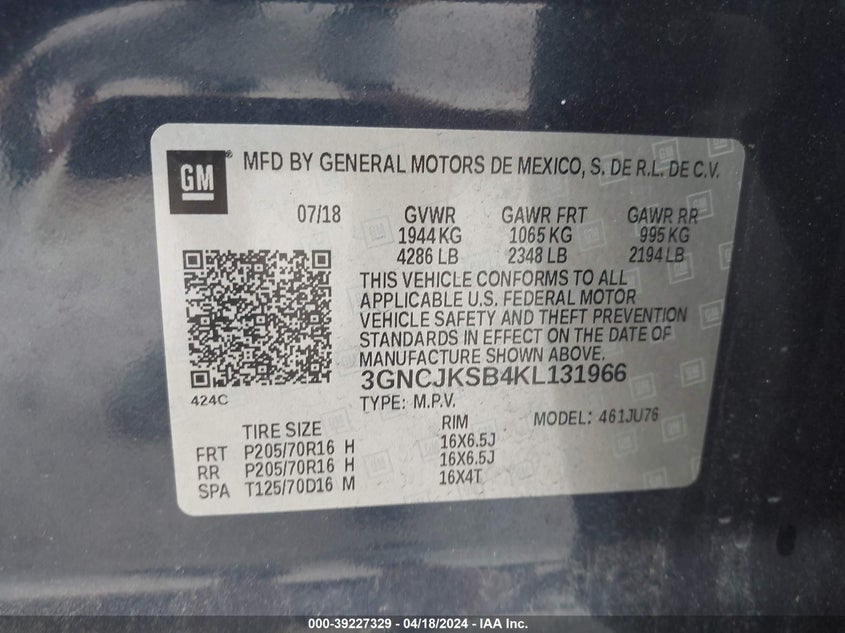 GM
MFD BY GENERAL MOTORS DE MEXICO, S. DE R.L. DE C.V.
07/18 GVWR GAWR FRT GAWR RR
1944 KG 1065 KG 995 KG
4286 LB 2348 LB 2194 LB
THIS VEHICLE CONFORMS TO ALL
APPLICABLE U.S. FEDERAL MOTOR
VEHICLE SAFETY AND THEFT PREVENTION
STANDARDS IN EFFECT ON THE DATE OF
MANUFACTURE SHOWN ABOVE.
3GNCJKSB4KL131966
424C
TYPE: M.P.V. MODEL: 461JU76
TIRE SIZE RIM
FRT P205/70R16 H 16X6.5J
RR P205/70R16 H 16X6.5J
SPA T125/70D16 M 16X4T
000-39227329 - 04/18/2024 - IAA Inc.